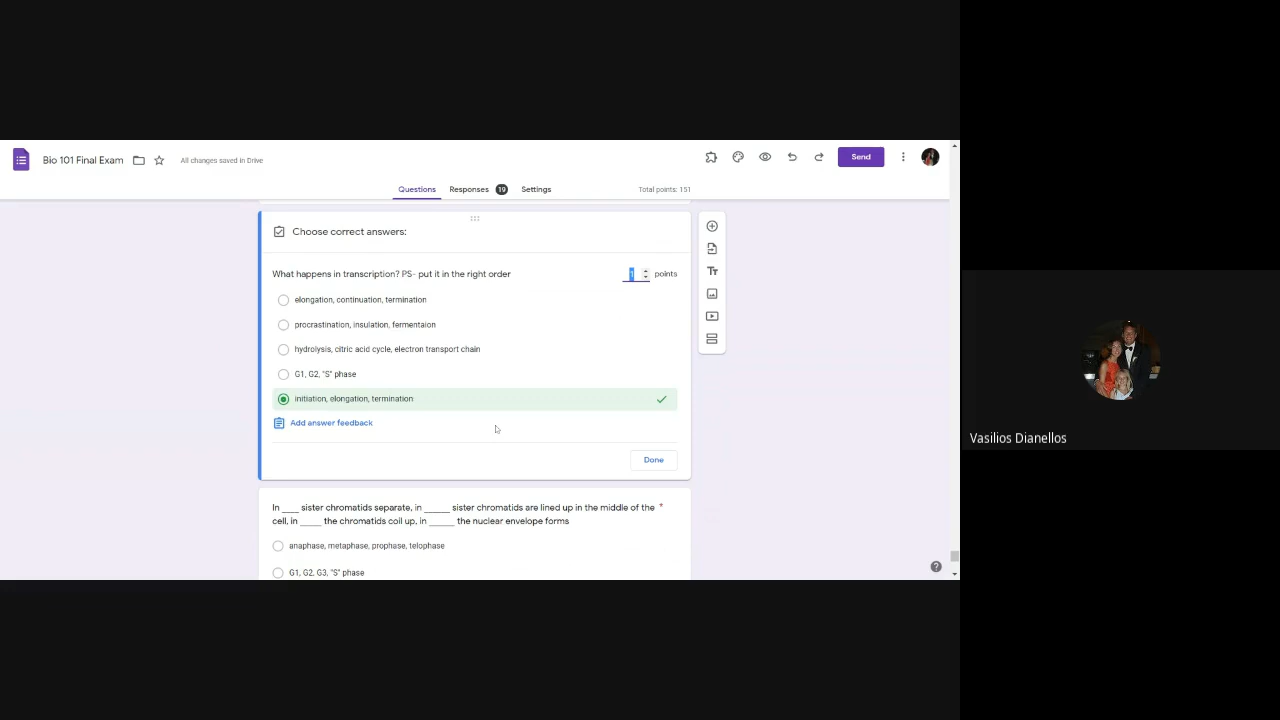 Bio 101 Final Exam
All changes saved in Drive
Send
Questions
Responses
19
Settings
Total points: 151
Choose correct answers:
What happens in transcription? PS- put it in the right order
1
points
elongation, continuation, termination
procrastination, insulation, fermentaion
hydrolysis, citric acid cycle, electron transport chain
G1, G2, "S" phase
initiation, elongation, termination
Add answer feedback
Done
In ____ sister chromatids separate, in ______ sister chromatids are lined up in the middle of the *
cell, in _____ the chromatids coil up, in ______ the nuclear envelope forms
anaphase, metaphase, prophase, telophase
G1, G2, G3, "S" phase
Tт
Vasilios Dianellos